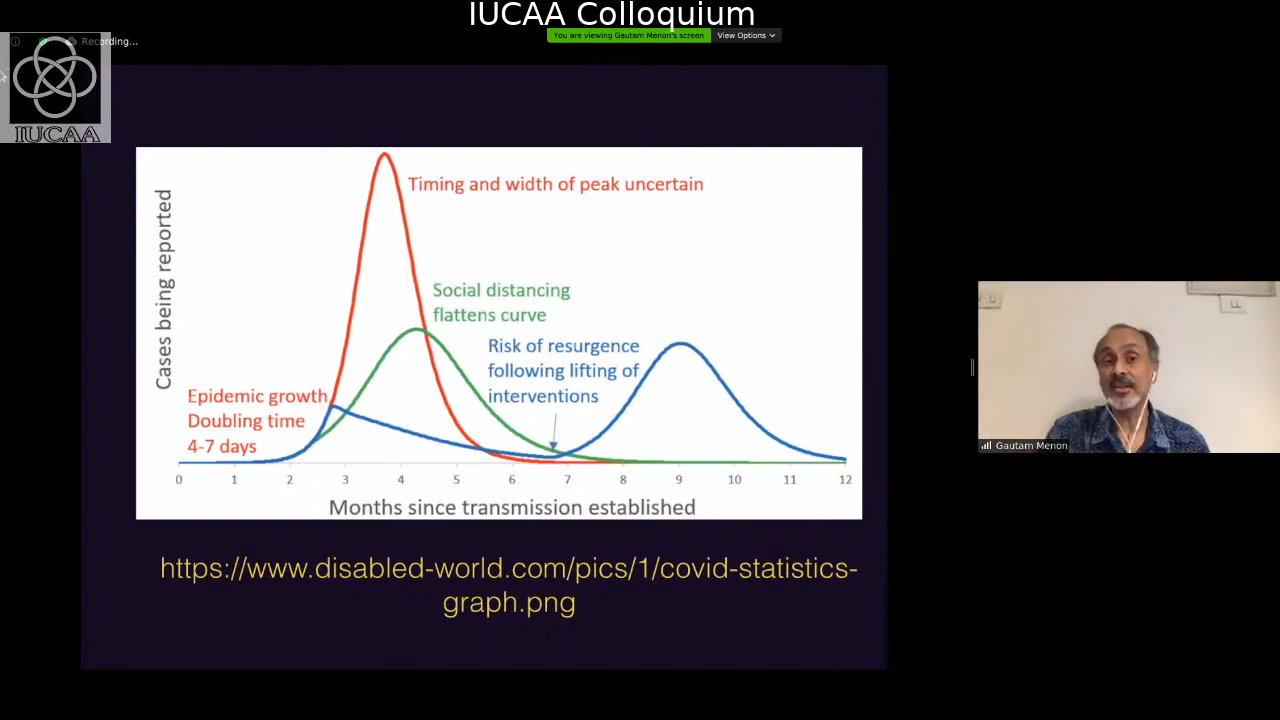 IUCAA Colloquium
Recording...
You are viewing Gautam Menon's screen
View Options
IUCAA
Timing and width of peak uncertain
Cases being reported
Social distancing
flattens curve
Risk of resurgence
following lifting of
interventions
Epidemic growth
Doubling time
4-7 days
0 1 2 3 4 5 6 7 8 9 10 11 12
Months since transmission established
https://www.disabled-world.com/pics/1/covid-statistics-
graph.png
Gautam Menon